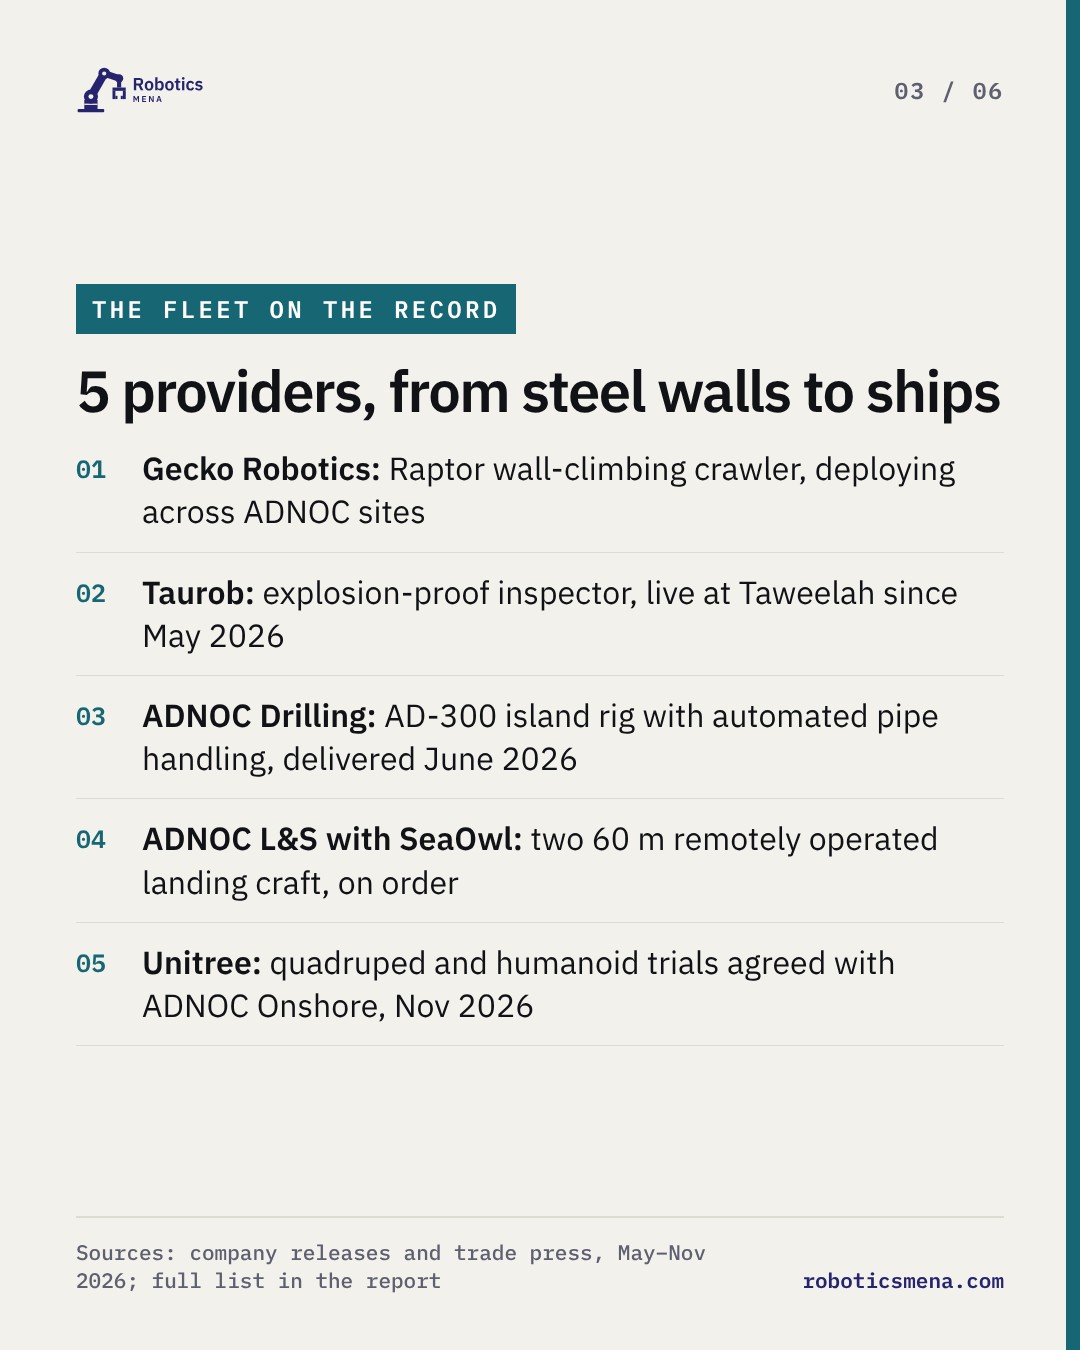 Robotics
MENA
03 / 06
THE FLEET ON THE RECORD
5 providers, from steel walls to ships
01 Gecko Robotics: Raptor wall-climbing crawler, deploying
across ADNOC sites
02 Taurob: explosion-proof inspector, live at Taweelah since
May 2026
03 ADNOC Drilling: AD-300 island rig with automated pipe
handling, delivered June 2026
04 ADNOC L&S with SeaOwl: two 60 m remotely operated
landing craft, on order
05 Unitree: quadruped and humanoid trials agreed with
ADNOC Onshore, Nov 2026
Sources: company releases and trade press, May–Nov
2026; full list in the report
roboticsmena.com